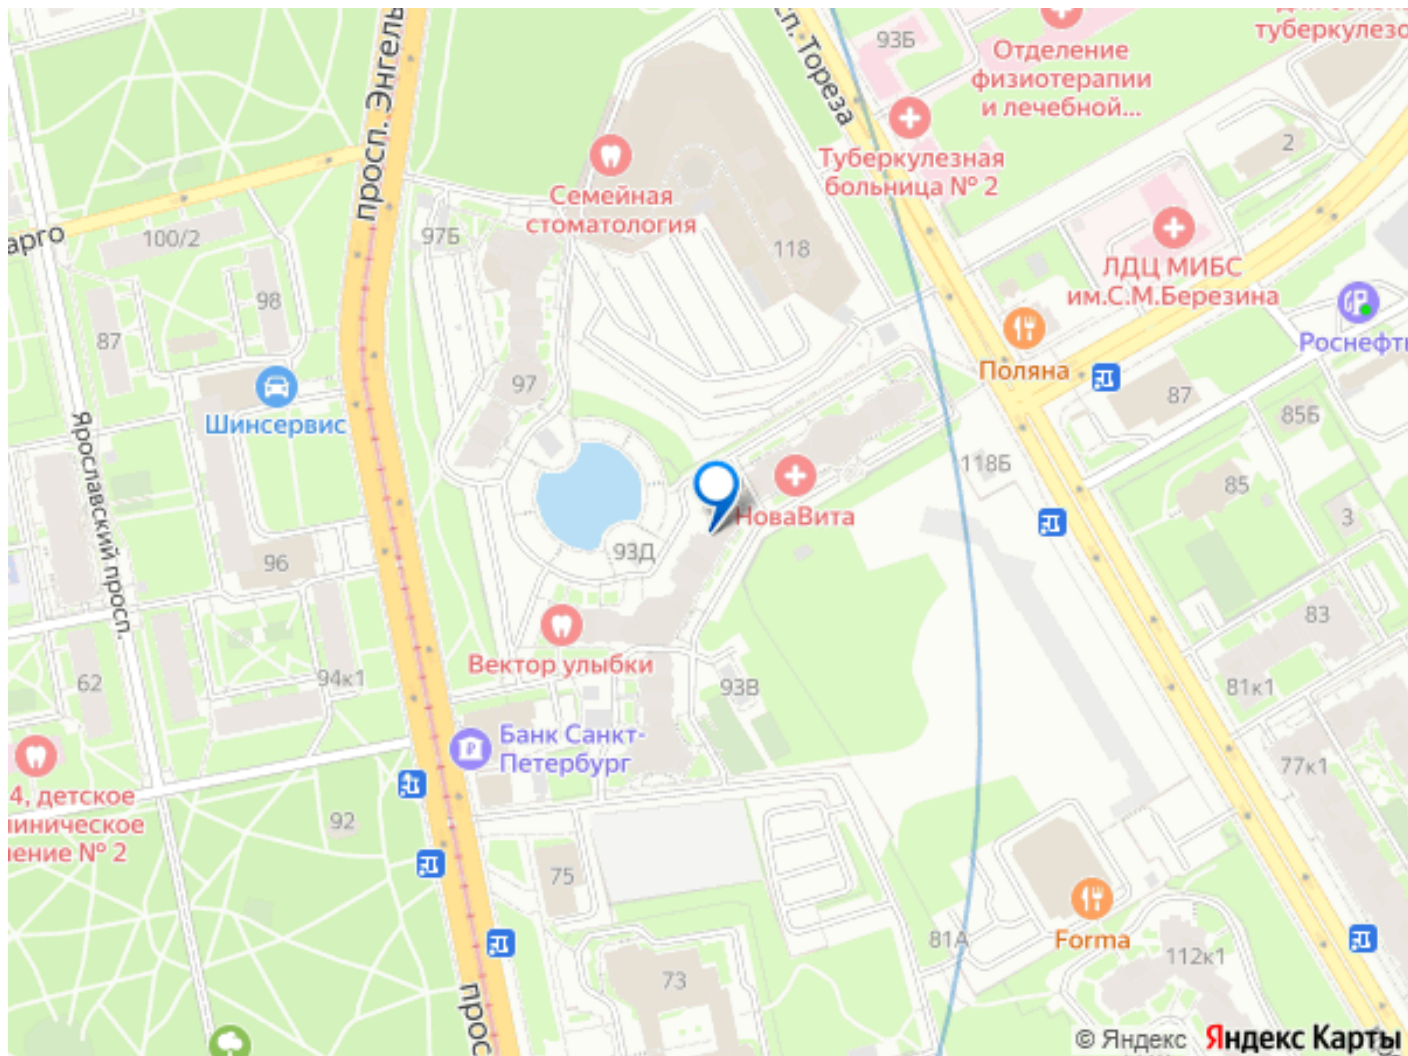 просп. Энгель
сп. Тореза
93Б
Отделение
физиотерапии
и лечебной...
туберкулезо
Туберкулезная
больница № 2
2
Семейная
стоматология
100/2
97Б
118
арго
ЛДЦ МИБС
им.С.М.Березина
98
87
Роснефть
Поляна
97
87
Шинсервис
85Б
Ярославский просп.
118Б
85
НоваВита
3
93Д
96
83
Вектор улыбки
62
94к1
93В
81к1
Банк Санкт-
Петербург
77к1
4, детское
линическое
ение № 2
92
75
81А
Forma
112к1
73
прос
© Яндекс Яндекс Карты